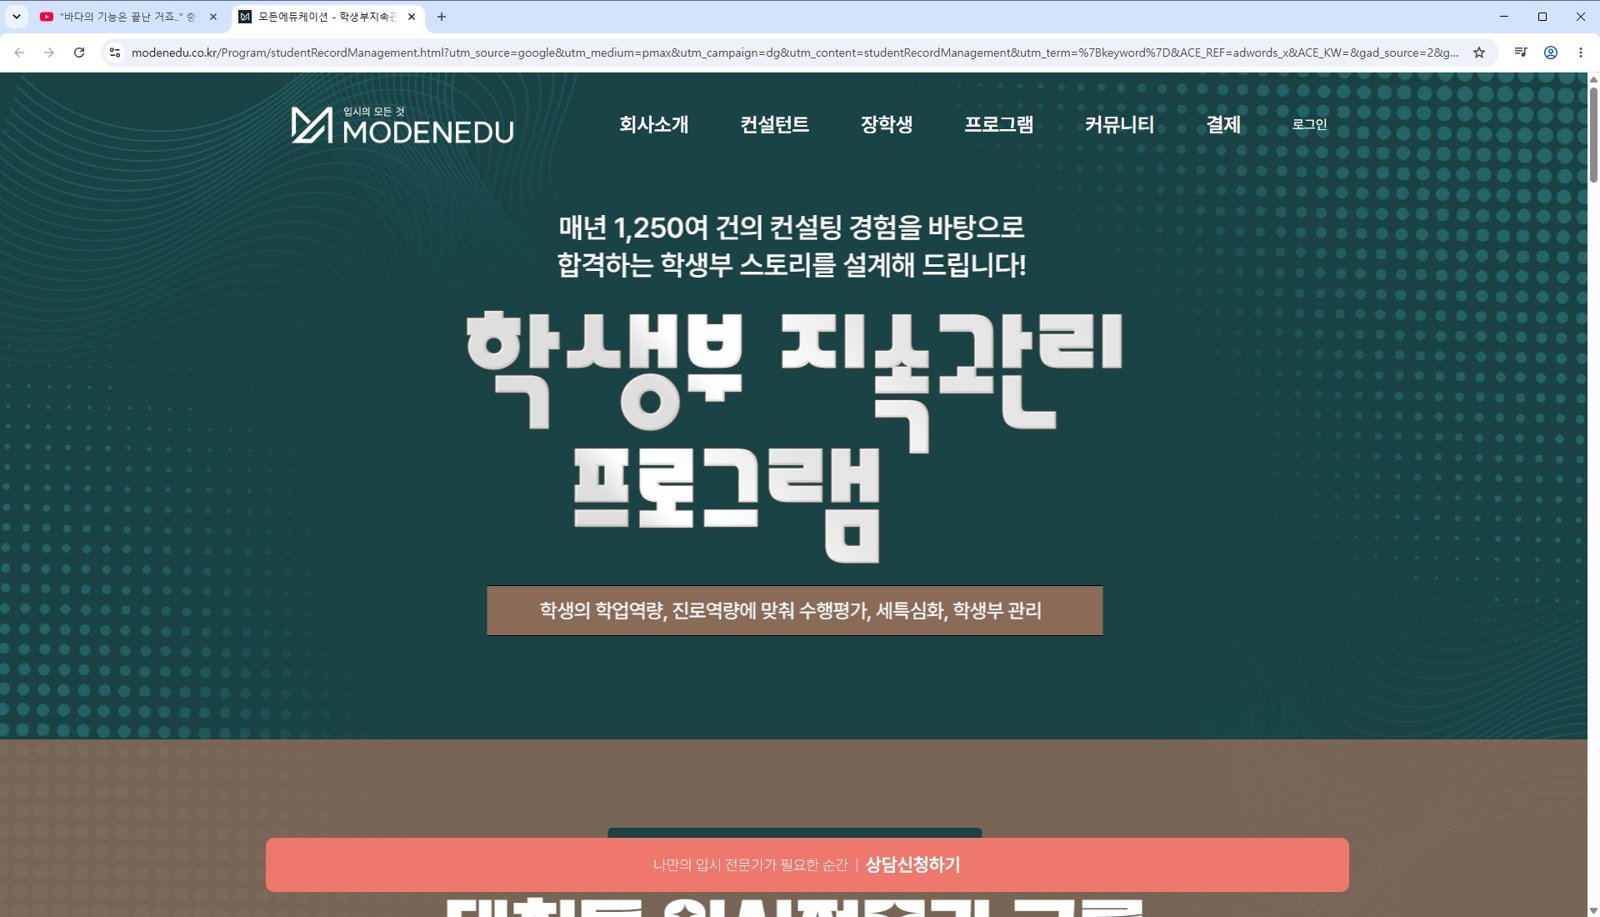 "바다의 기능은 끝난 거죠.." 충
모든에듀케이션 - 학생부지속관
modenedu.co.kr/Program/studentRecordManagement.html?utm_source=google&utm_medium=pmax&utm_campaign=dg&utm_content=studentRecordManagement&utm_term=%7Bkeyword%7D&ACE_REF=adwords_x&ACE_KW=&gad_source=2&g...
입시의 모든 것
MODENEDU
회사소개 컨설턴트 장학생 프로그램 커뮤니티 결제 로그인
매년 1,250여 건의 컨설팅 경험을 바탕으로
합격하는 학생부 스토리를 설계해 드립니다!
학생부 지속관리
프로그램
학생의 학업역량, 진로역량에 맞춰 수행평가, 세특심화, 학생부 관리
나만의 입시 전문가가 필요한 순간 | 상담신청하기